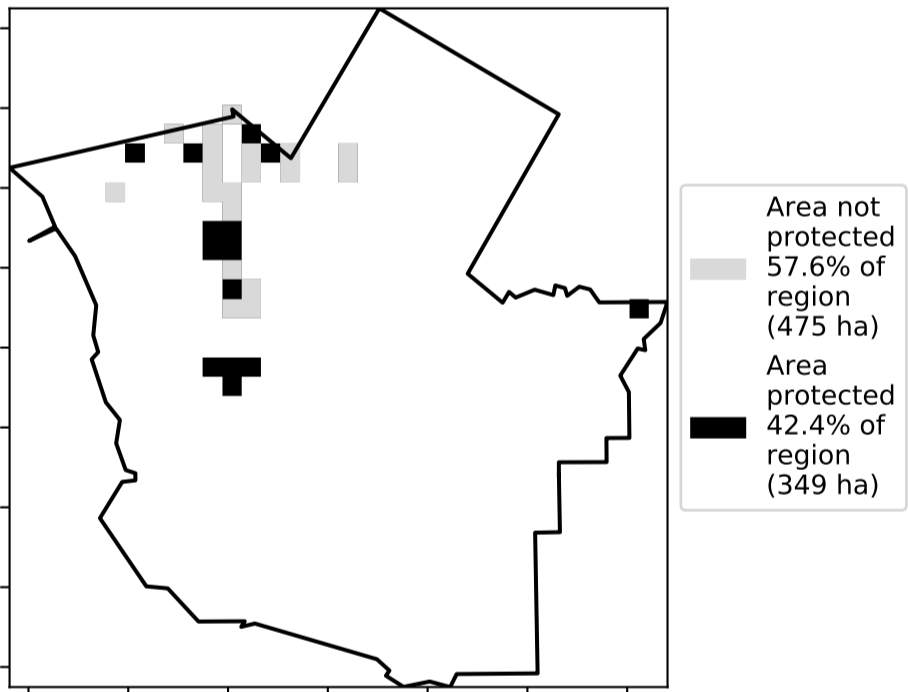 Area not
protected
57.6% of
region
(475 ha)
Area
protected
42.4% of
region
(349 ha)